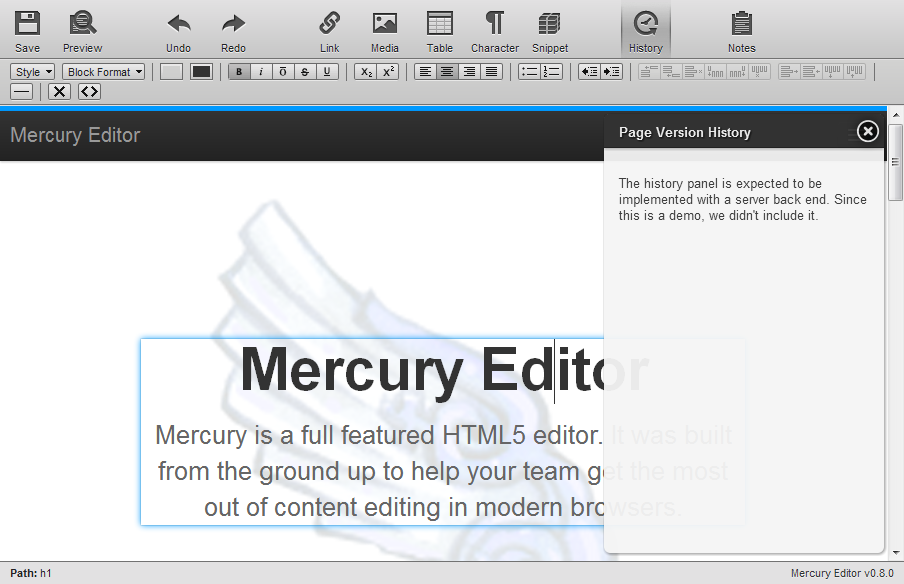 Save Preview Undo Redo Link Media Table Character Snippet History Notes
Style Block Format B i O S U X₂ X²
Mercury Editor
Page Version History
The history panel is expected to be
implemented with a server back end. Since
this is a demo, we didn't include it.
Mercury Editor
Mercury is a full featured HTML5 editor. It was built
from the ground up to help your team get the most
out of content editing in modern browsers.
Path: h1 Mercury Editor v0.8.0